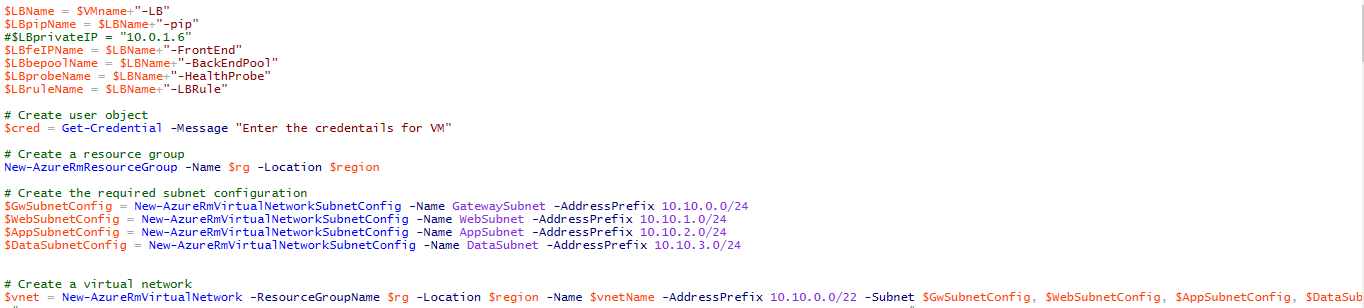 $LBName = $VMname+"-LB"
$LBpipName = $LBName+"-pip"
#$LBprivateIP = "10.0.1.6"
$LBfeIPName = $LBName+"-FrontEnd"
$LBbepoolName = $LBName+"-BackEndPool"
$LBprobeName = $LBName+"-HealthProbe"
$LBruleName = $LBName+"-LBRule"
# Create user object
$cred = Get-Credential -Message "Enter the credentails for VM"
# Create a resource group
New-AzureRmResourceGroup -Name $rg -Location $region
# Create the required subnet configuration
$GwSubnetConfig = New-AzureRmVirtualNetworkSubnetConfig -Name GatewaySubnet -AddressPrefix 10.10.0.0/24
$WebSubnetConfig = New-AzureRmVirtualNetworkSubnetConfig -Name WebSubnet -AddressPrefix 10.10.1.0/24
$AppSubnetConfig = New-AzureRmVirtualNetworkSubnetConfig -Name AppSubnet -AddressPrefix 10.10.2.0/24
$DataSubnetConfig = New-AzureRmVirtualNetworkSubnetConfig -Name DataSubnet -AddressPrefix 10.10.3.0/24
# Create a virtual network
$vnet = New-AzureRmVirtualNetwork -ResourceGroupName $rg -Location $region -Name $vnetName -AddressPrefix 10.10.0.0/22 -Subnet $GwSubnetConfig, $WebSubnetConfig, $AppSubnetConfig, $DataSub